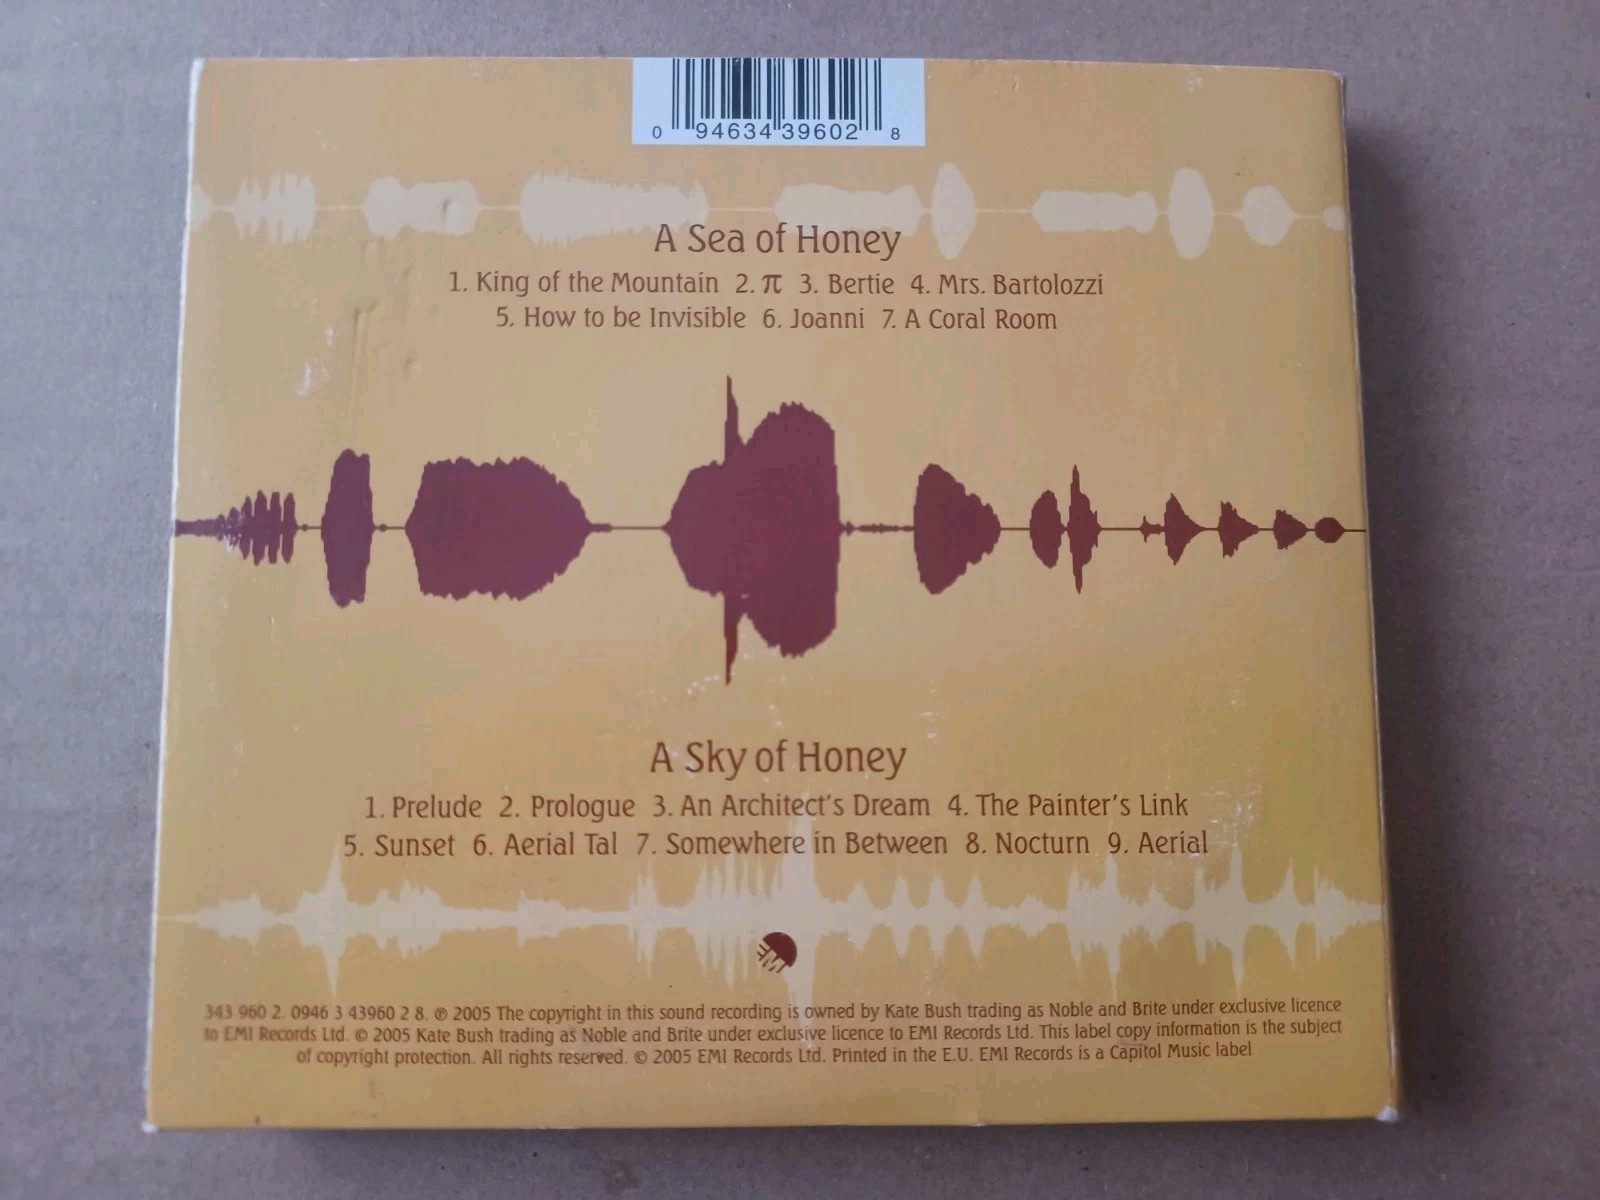 0 94634 39602 8
A Sea of Honey
1. King of the Mountain 2. π 3. Bertie 4. Mrs. Bartolozzi
5. How to be Invisible 6. Joanni 7. A Coral Room
A Sky of Honey
1. Prelude 2. Prologue 3. An Architect's Dream 4. The Painter's Link
5. Sunset 6. Aerial Tal 7. Somewhere in Between 8. Nocturn 9. Aerial
EMI
343 960 2. 0946 3 43960 2 8. ℗ 2005 The copyright in this sound recording is owned by Kate Bush trading as Noble and Brite under exclusive licence
to EMI Records Ltd. © 2005 Kate Bush trading as Noble and Brite under exclusive licence to EMI Records Ltd. This label copy information is the subject
of copyright protection. All rights reserved. © 2005 EMI Records Ltd. Printed in the E.U. EMI Records is a Capitol Music label